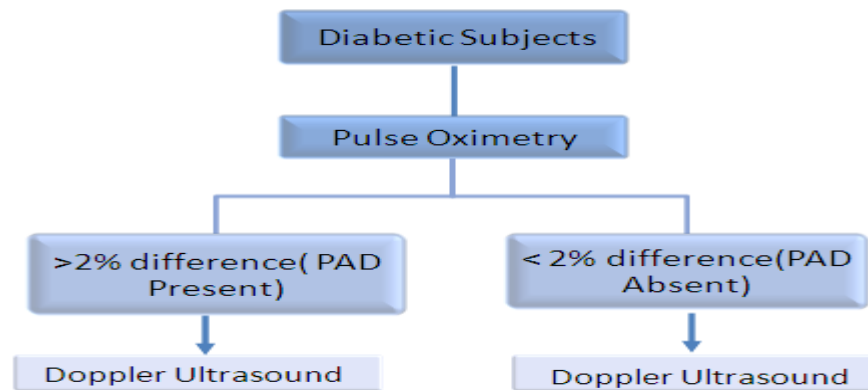 Diabetic Subjects
Pulse Oximetry
>2% difference( PAD
Present)
< 2% difference(PAD
Absent)
Doppler Ultrasound
Doppler Ultrasound